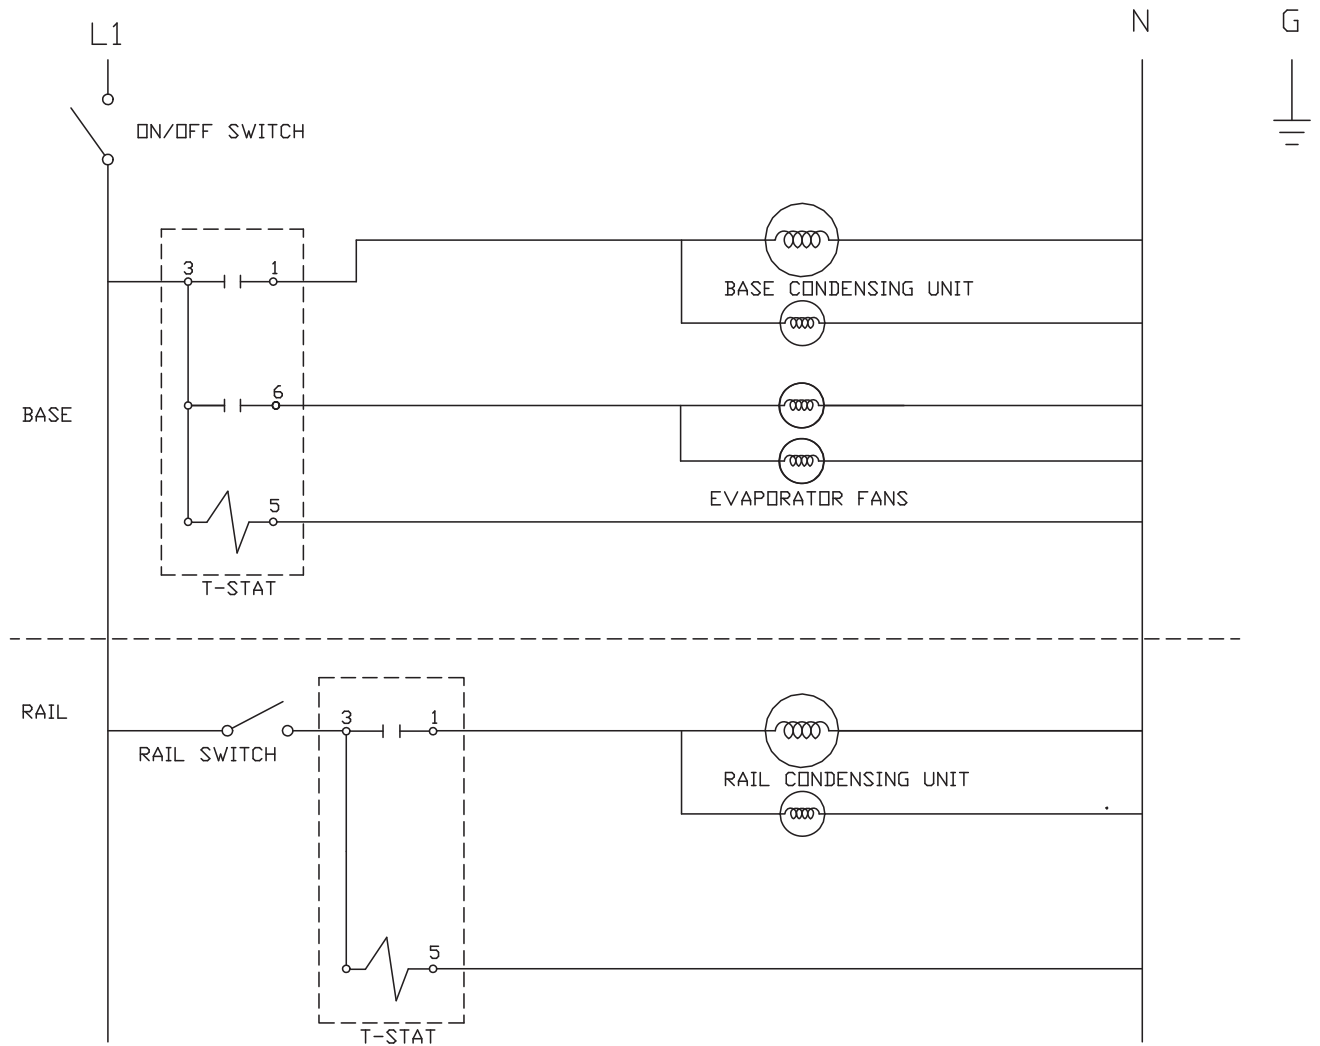 L1
N
G
ON/OFF SWITCH
3
1
BASE CONDENSING UNIT
6
BASE
EVAPORATOR FANS
5
T-STAT
RAIL
3
1
RAIL SWITCH
RAIL CONDENSING UNIT
5
T-STAT